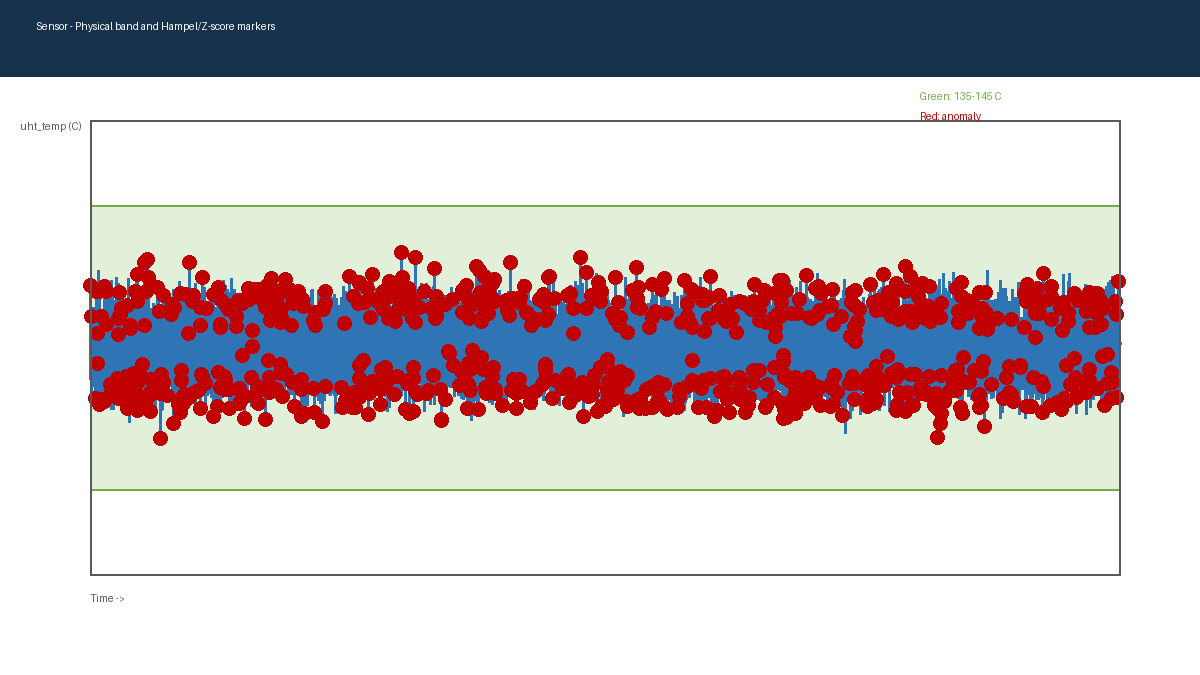 Sensor - Physical band and Hampel/Z-score markers
Green: 135-145 C
Red: anomaly
uht_temp (C)
Time ->